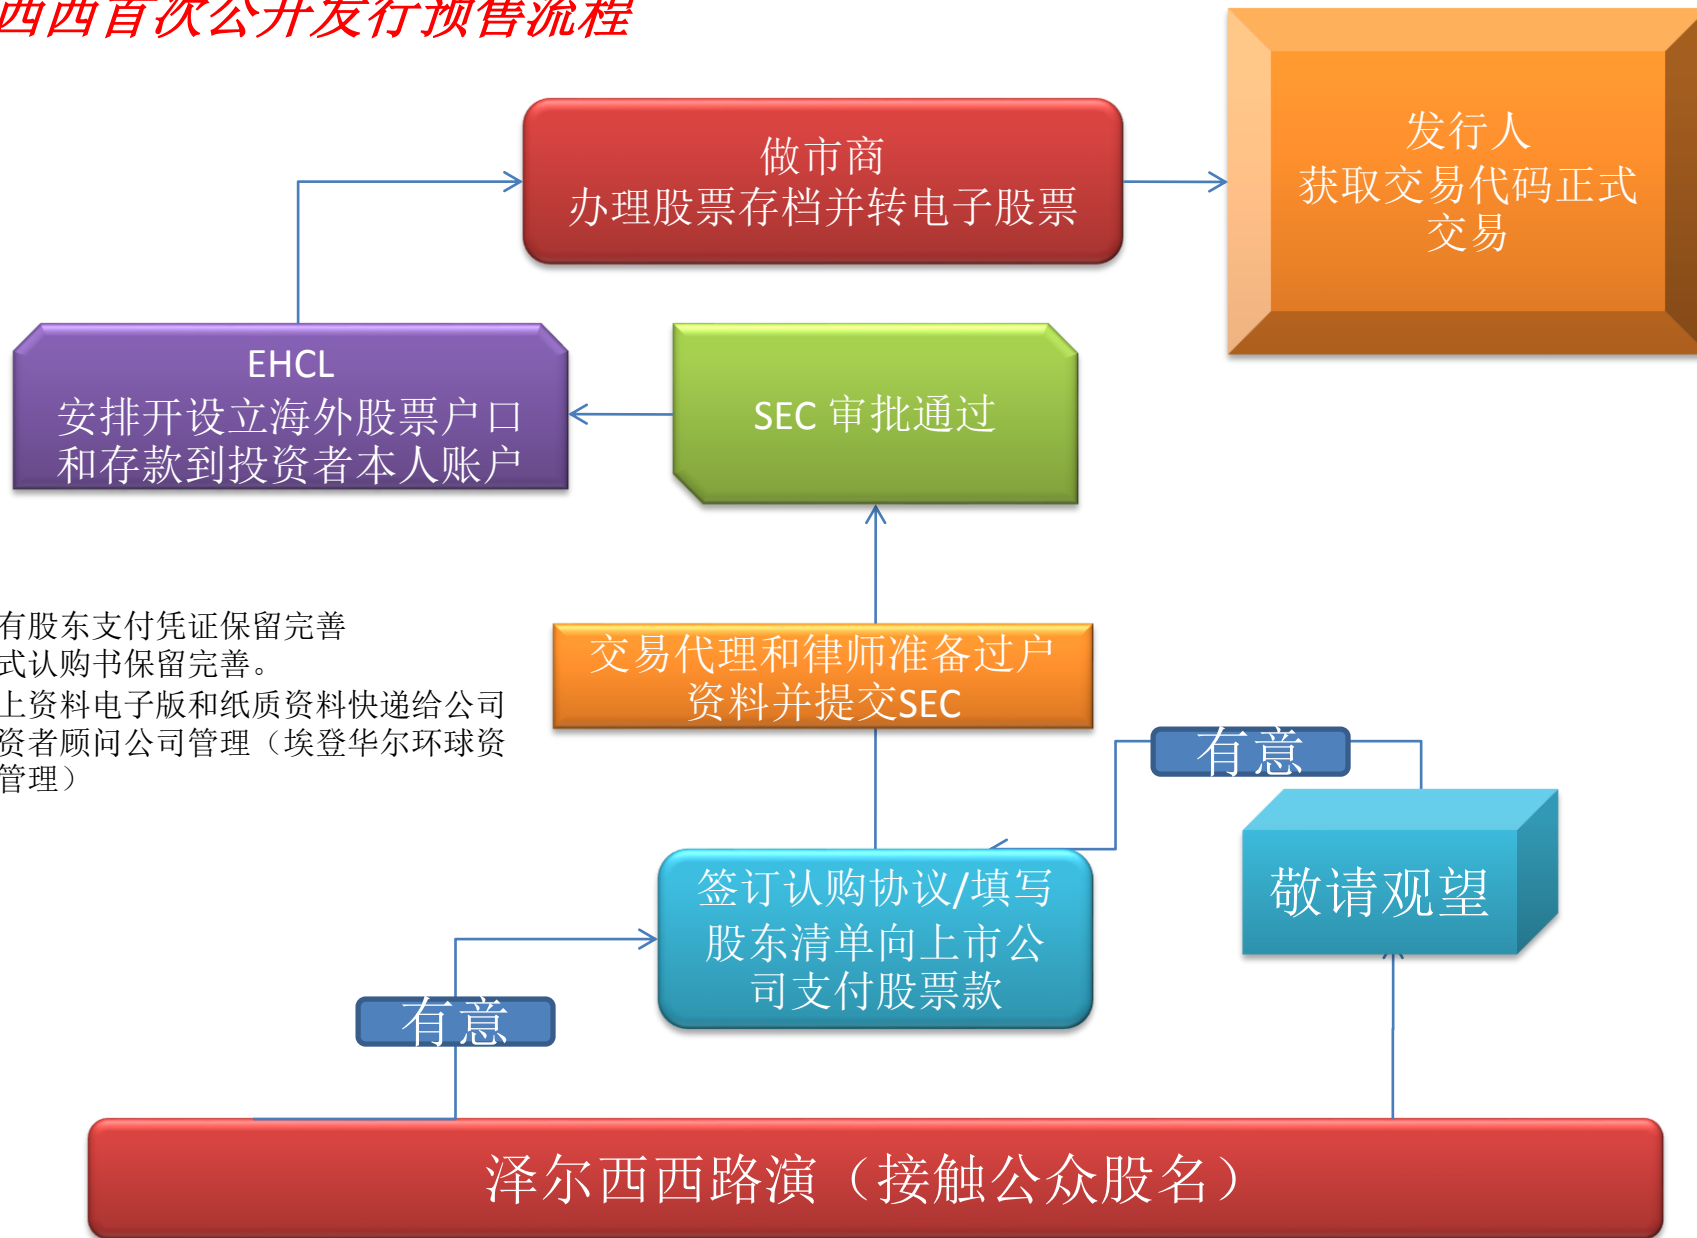 西西首次公开发行预售流程
发行人
获取交易代码正式
交易
做市商
办理股票存档并转电子股票
EHCL
安排开设立海外股票户口
和存款到投资者本人账户
SEC 审批通过
有股东支付凭证保留完善
式认购书保留完善。
上资料电子版和纸质资料快递给公司
资者顾问公司管理（埃登华尔环球资
管理）
交易代理和律师准备过户
资料并提交SEC
有意
敬请观望
签订认购协议/填写
股东清单向上市公
司支付股票款
有意
泽尔西西路演（接触公众股名）